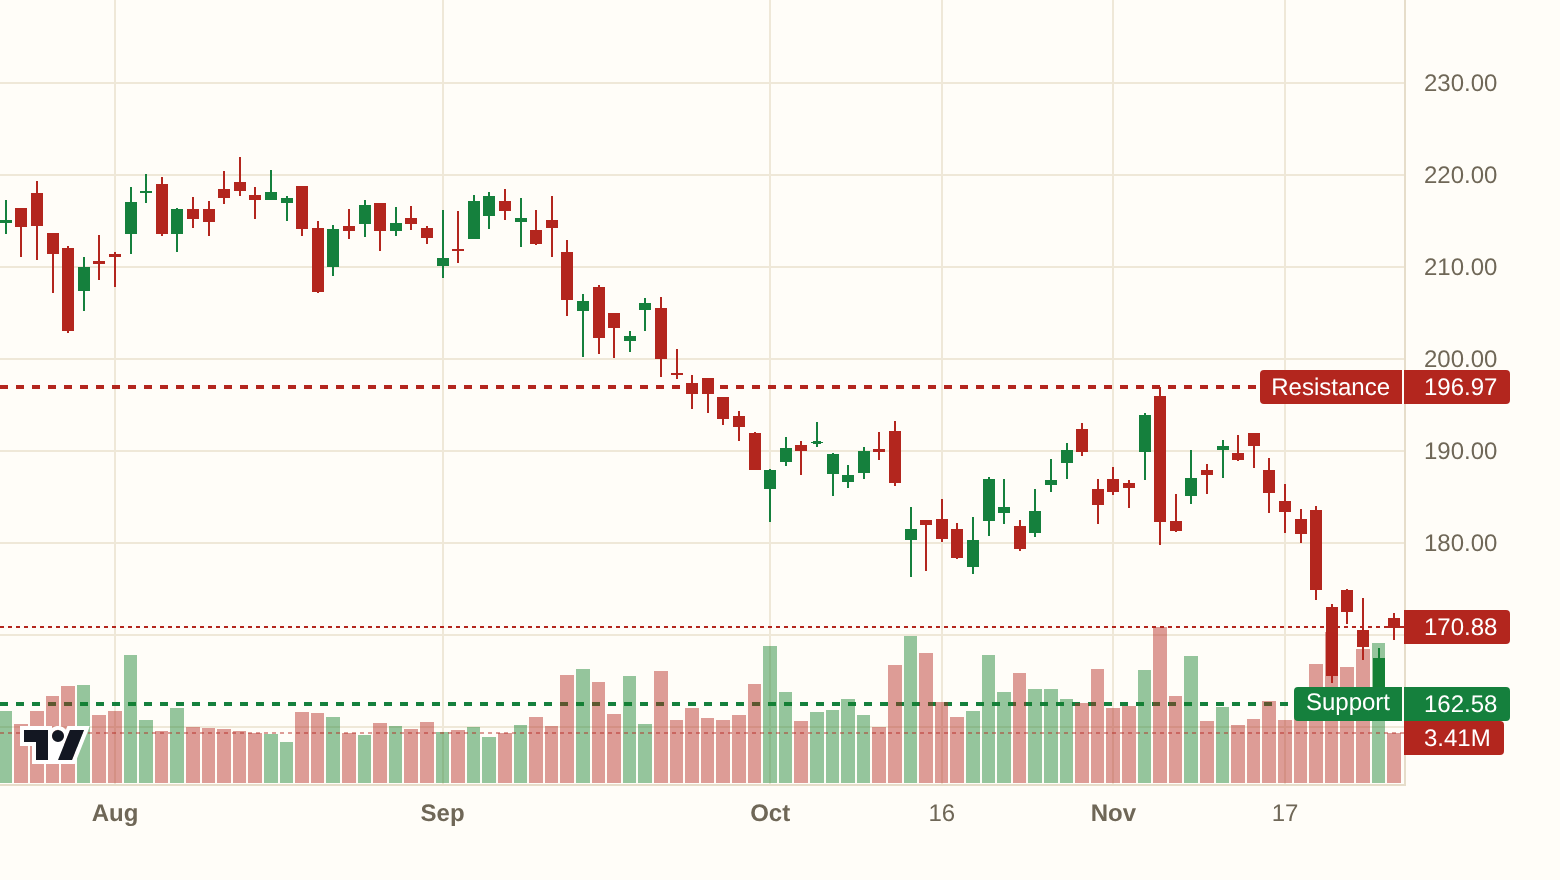 230.00
220.00
210.00
200.00
Resistance 196.97
190.00
180.00
170.88
Support 162.58
3.41M
Aug Sep Oct 16 Nov 17